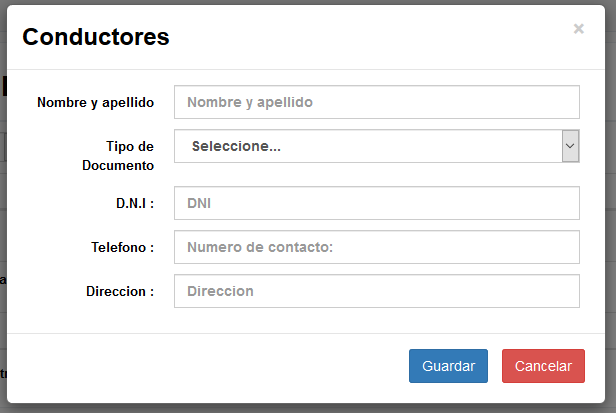 Conductores ×
Nombre y apellido Nombre y apellido
Tipo de Seleccione...
Documento
D.N.I : DNI
Telefono : Numero de contacto:
Direccion : Direccion
Guardar Cancelar